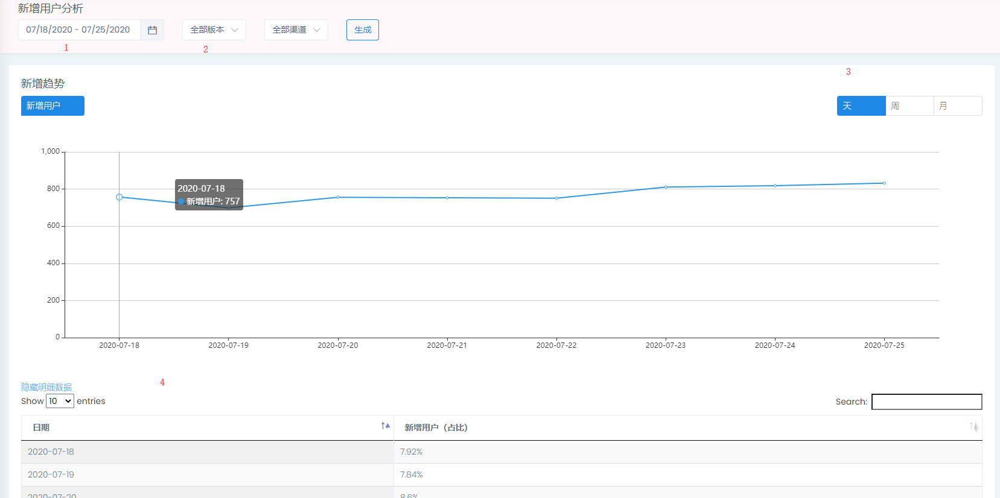 新增用户分析
07/18/2020 - 07/25/2020
全部版本
全部渠道
生成
1
2
3
新增趋势
新增用户
天
周
月
1,000
800
600
400
200
0
2020-07-18
新增用户: 757
2020-07-18
2020-07-19
2020-07-20
2020-07-21
2020-07-22
2020-07-23
2020-07-24
2020-07-25
4
隐藏明细数据
Show 10 entries
Search:
日期
新增用户（占比）
2020-07-18
7.92%
2020-07-19
7.84%
2020-07-20
8.6%